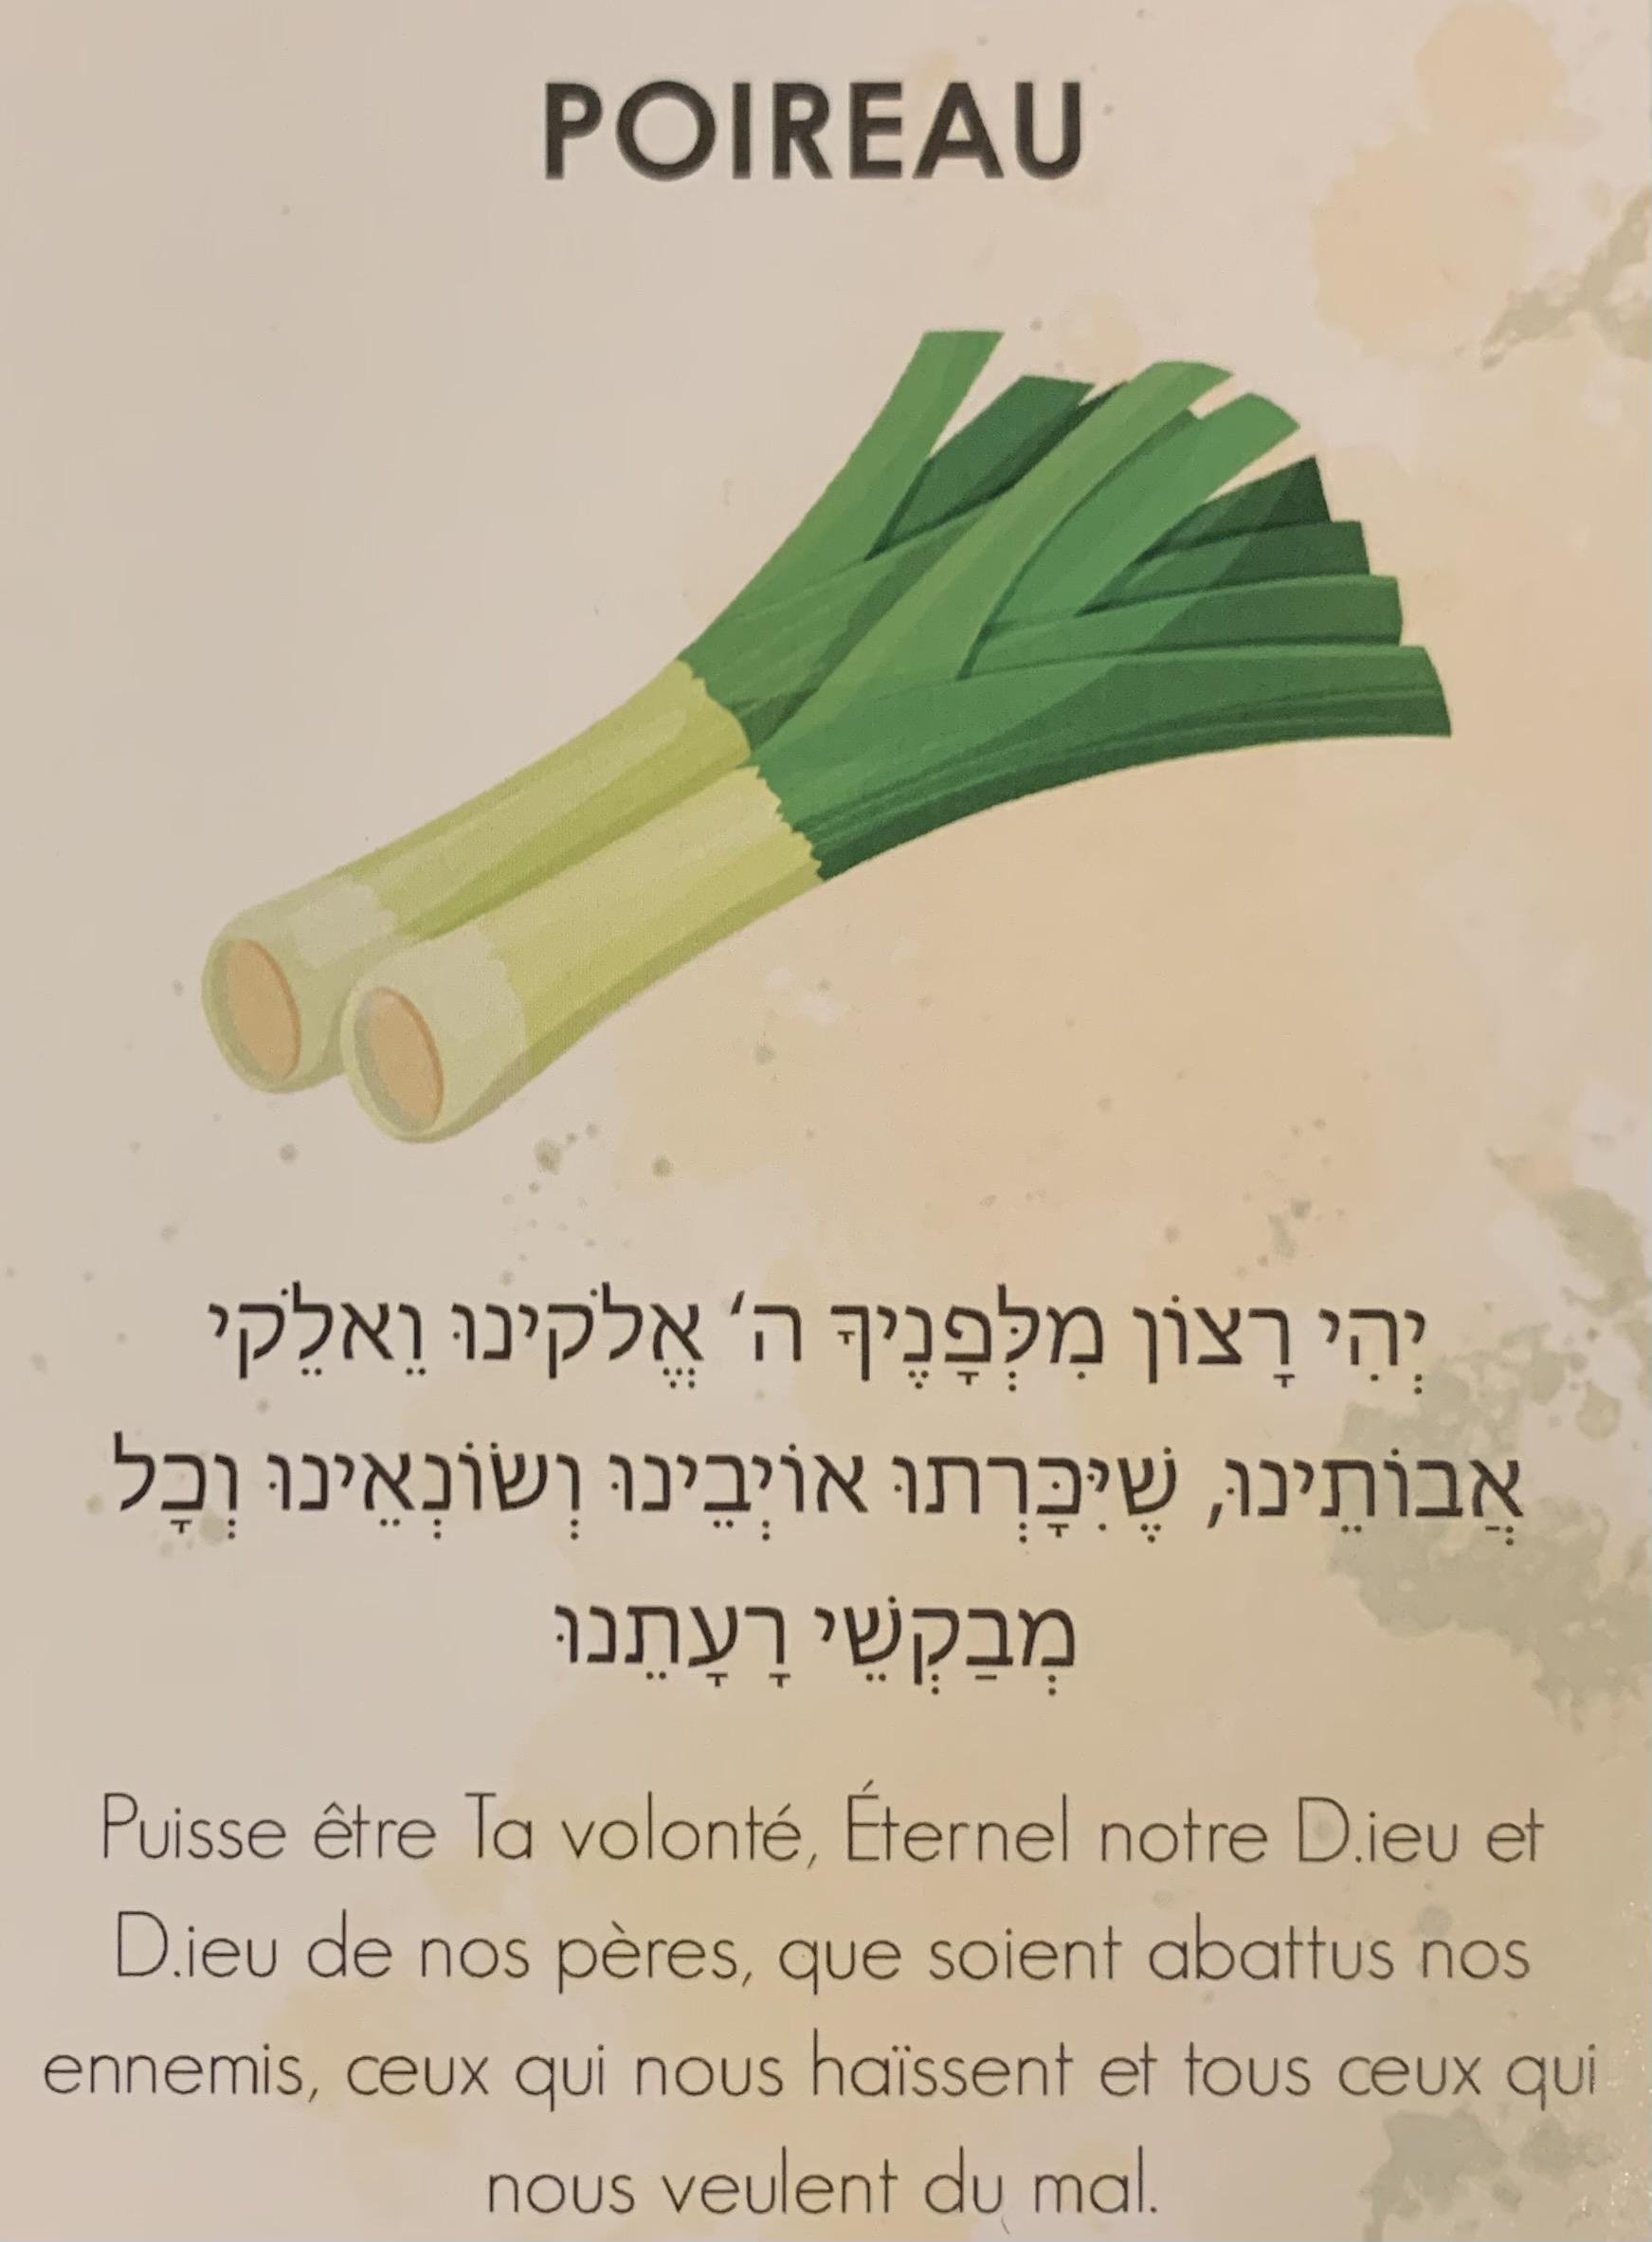 POIREAU
יְהִי רָצוֹן מִלְּפָנֶיךָ ה׳ אֱלֹקינוּ וֵאלֵֹקי
אֲבוֹתֵינוּ, שֶׁיִּכָּרְתוּ אוֹיְבֵינוּ וְשׂוֹנְאֵינוּ וְכָל
מְבַקְשֵׁי רָעָתֵנוּ
Puisse être Ta volonté, Éternel notre D.ieu et
D.ieu de nos pères, que soient abattus nos
ennemis, ceux qui nous haïssent et tous ceux qui
nous veulent du mal.